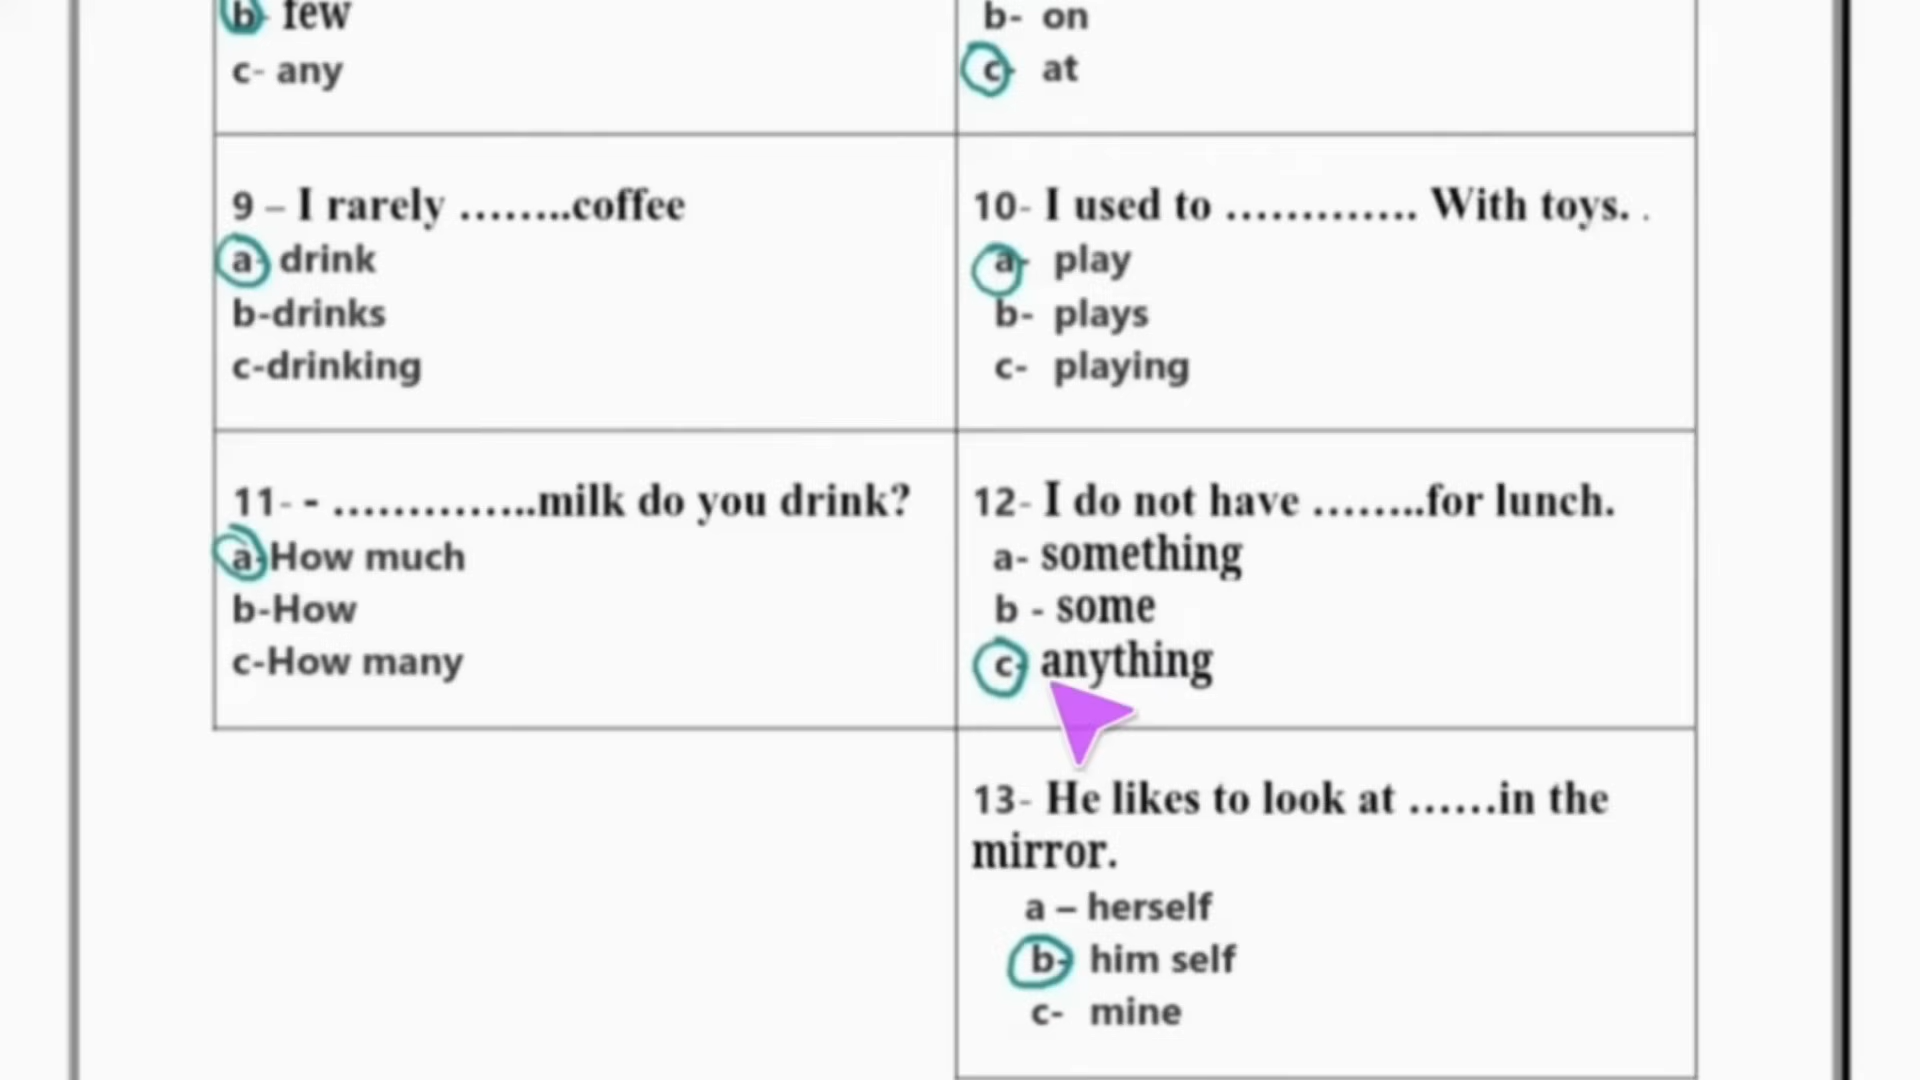 b- few
c- any
b- on
c- at
9 – I rarely ……..coffee
a- drink
b-drinks
c-drinking
10- I used to …………. With toys. .
a- play
b- plays
c- playing
11- - …………..milk do you drink?
a-How much
b-How
c-How many
12- I do not have ……..for lunch.
a- something
b - some
c- anything
13- He likes to look at ……in the
mirror.
a – herself
b- him self
c- mine